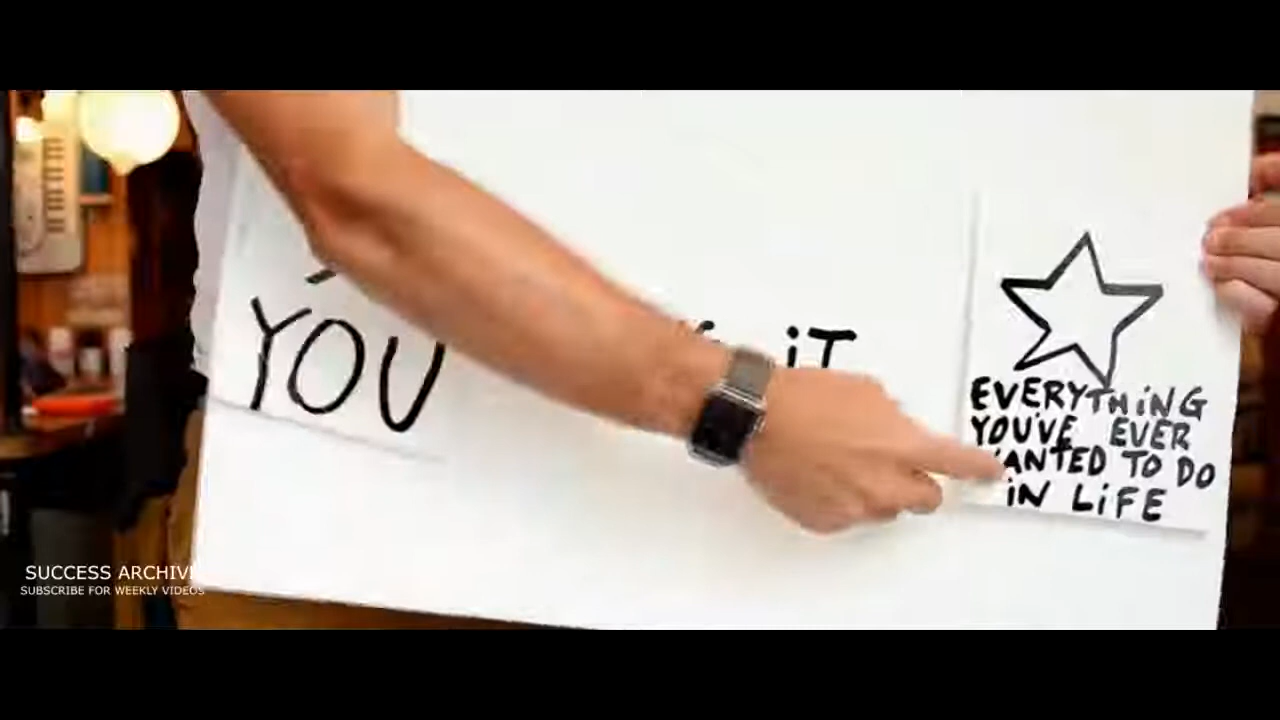 YOU
iT
EVERYTHiNG
YOU'VE EVER
WANTED TO DO
iN LiFE
SUCCESS ARCHIVE
SUBSCRIBE FOR WEEKLY VIDEOS